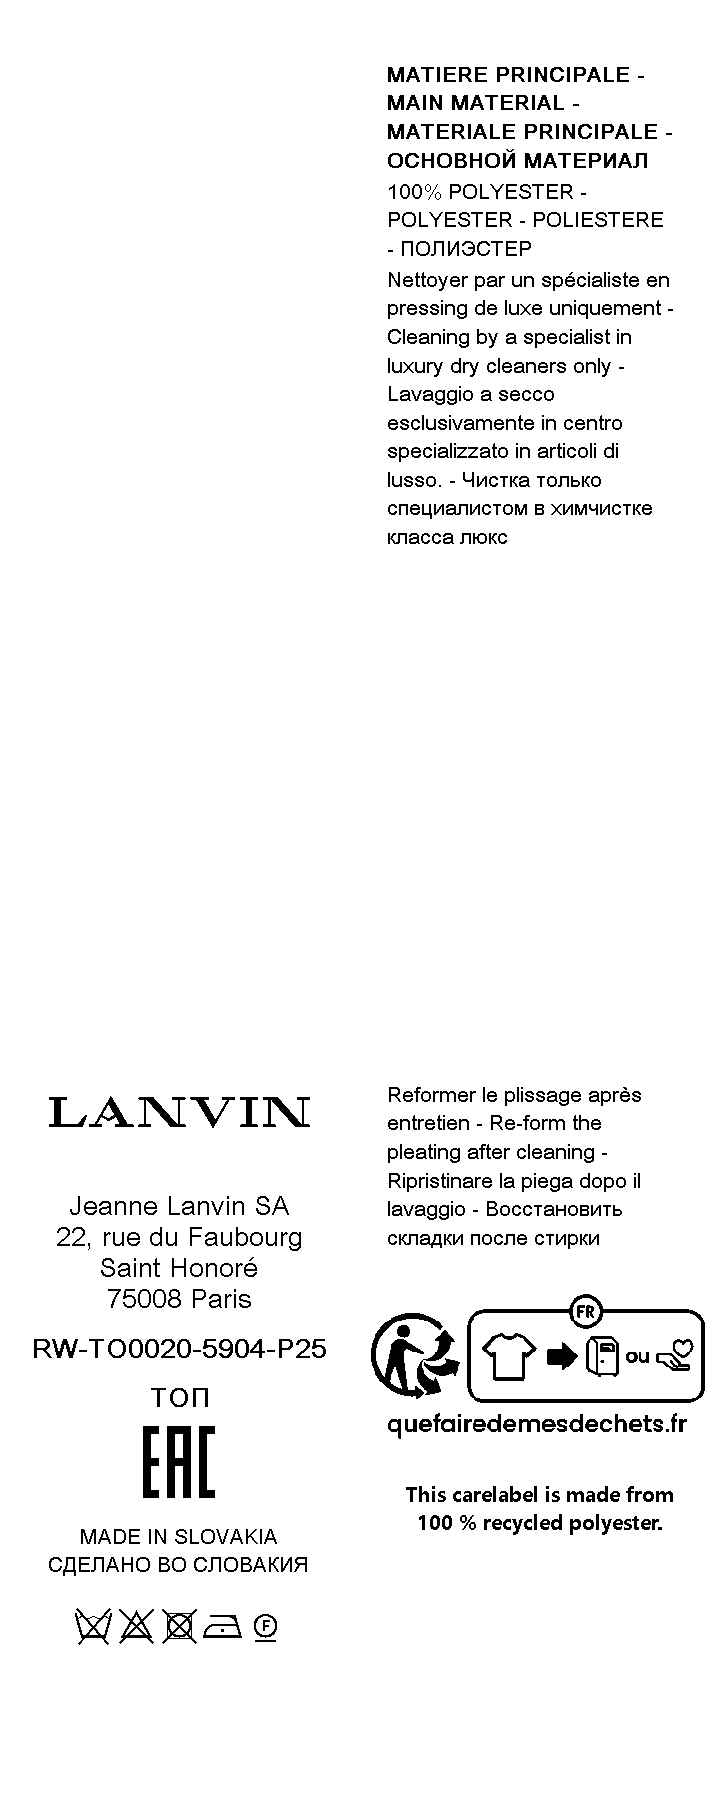 MATIERE PRINCIPALE -
MAIN MATERIAL -
MATERIALE PRINCIPALE -
ОСНОВНОЙ МАТЕРИАЛ
100% POLYESTER -
POLYESTER - POLIESTERE
- ПОЛИЭСТЕР
Nettoyer par un spécialiste en
pressing de luxe uniquement -
Cleaning by a specialist in
luxury dry cleaners only -
Lavaggio a secco
esclusivamente in centro
specializzato in articoli di
lusso. - Чистка только
специалистом в химчистке
класса люкс
LANVIN
Jeanne Lanvin SA
22, rue du Faubourg
Saint Honoré
75008 Paris
RW-TO0020-5904-P25
ТОП
EAC
MADE IN SLOVAKIA
СДЕЛАНО ВО СЛОВАКИЯ
F
Reformer le plissage après
entretien - Re-form the
pleating after cleaning -
Ripristinare la piega dopo il
lavaggio - Восстановить
складки после стирки
FR
ou
quefairedemesdechets.fr
This carelabel is made from
100 % recycled polyester.